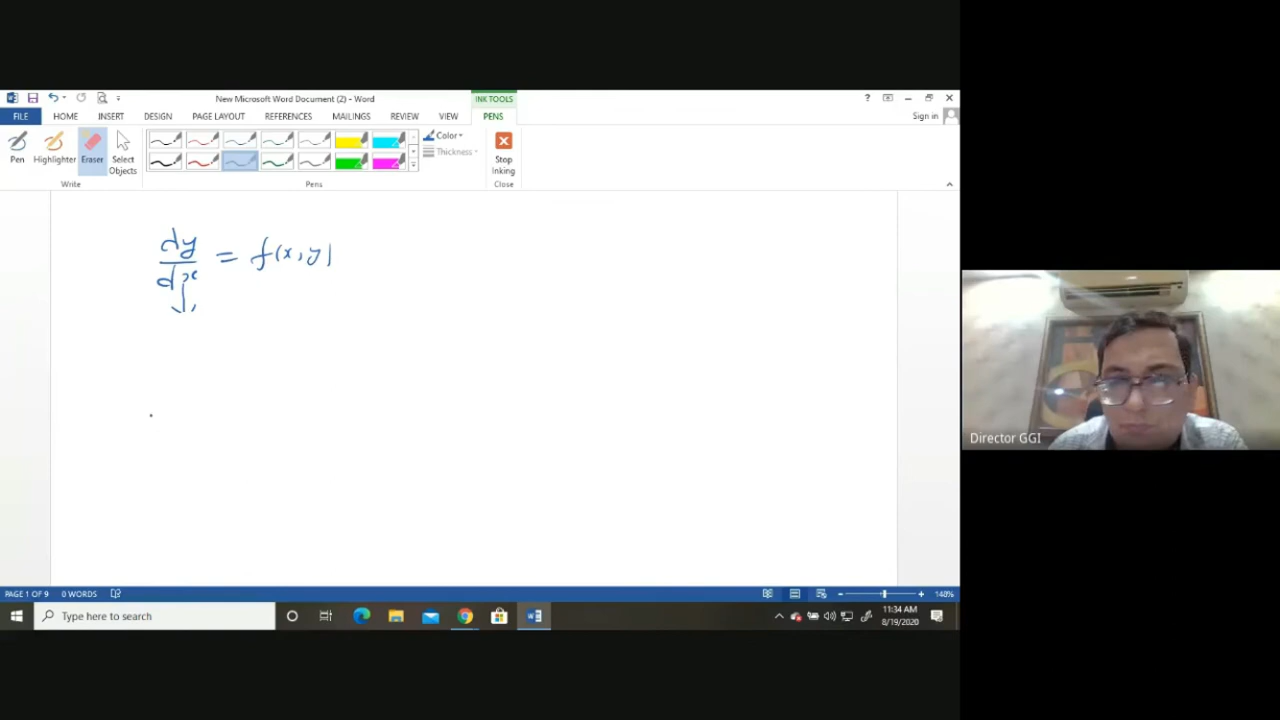 New Microsoft Word Document (2) - Word
INK TOOLS
FILE HOME INSERT DESIGN PAGE LAYOUT REFERENCES MAILINGS REVIEW VIEW PENS
Sign in
Pen Highlighter Eraser Select Objects
Color
Thickness
Stop Inking
Write Pens Close
dy/dx = f(x, y)
Director GGI
PAGE 1 OF 9 0 WORDS
148%
Type here to search
11:34 AM
8/19/2020